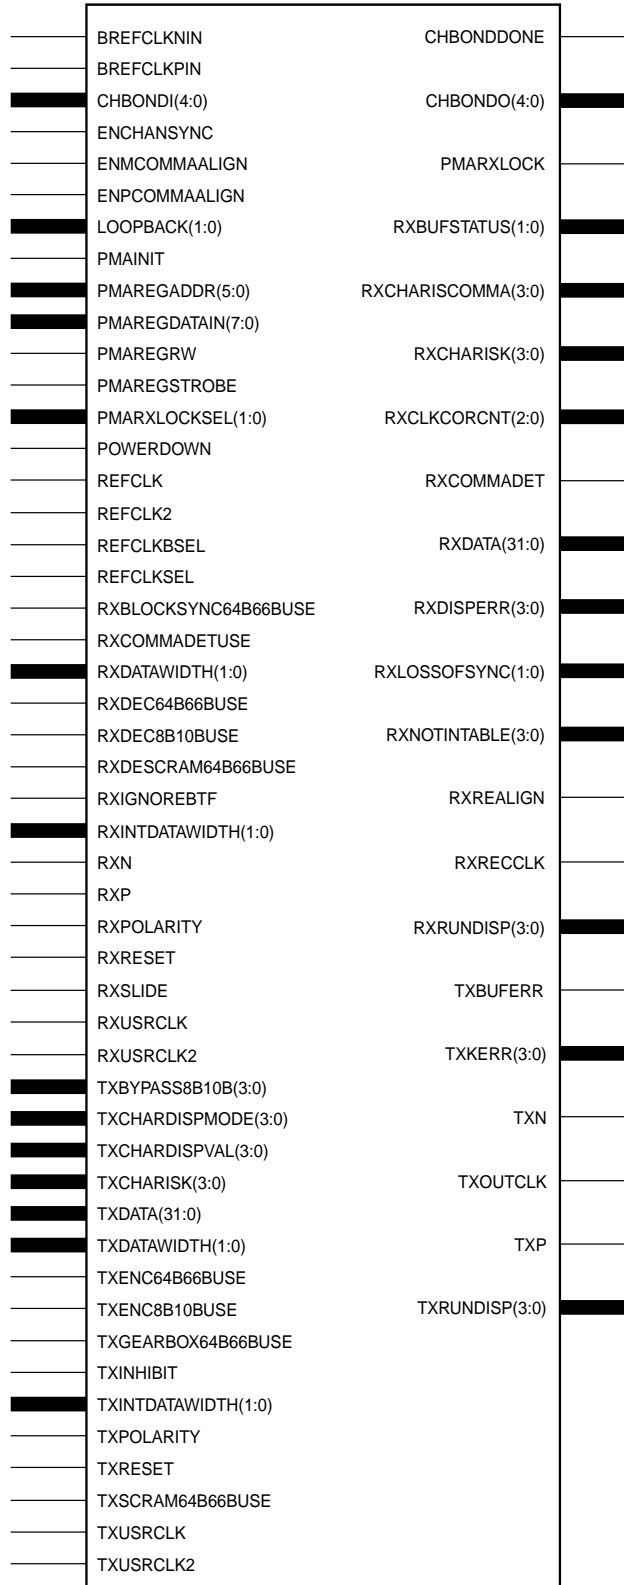 BREFCLKNIN CHBONDDONE
BREFCLKPIN
CHBONDI(4:0) CHBONDO(4:0)
ENCHANSYNC
ENMCOMMAALIGN PMARXLOCK
ENPCOMMAALIGN
LOOPBACK(1:0) RXBUFSTATUS(1:0)
PMAINIT
PMAREGADDR(5:0) RXCHARISCOMMA(3:0)
PMAREGDATAIN(7:0)
PMAREGRW RXCHARISK(3:0)
PMAREGSTROBE
PMARXLOCKSEL(1:0) RXCLKCORCNT(2:0)
POWERDOWN
REFCLK RXCOMMADET
REFCLK2
REFCLKBSEL RXDATA(31:0)
REFCLKSEL
RXBLOCKSYNC64B66BUSE RXDISPERR(3:0)
RXCOMMADETUSE
RXDATAWIDTH(1:0) RXLOSSOFSYNC(1:0)
RXDEC64B66BUSE
RXDEC8B10BUSE RXNOTINTABLE(3:0)
RXDESCRAM64B66BUSE
RXIGNOREBTF RXREALIGN
RXINTDATAWIDTH(1:0)
RXN RXRECCLK
RXP
RXPOLARITY RXRUNDISP(3:0)
RXRESET
RXSLIDE TXBUFERR
RXUSRCLK
RXUSRCLK2 TXKERR(3:0)
TXBYPASS8B10B(3:0)
TXCHARDISPMODE(3:0) TXN
TXCHARDISPVAL(3:0)
TXCHARISK(3:0) TXOUTCLK
TXDATA(31:0)
TXDATAWIDTH(1:0) TXP
TXENC64B66BUSE
TXENC8B10BUSE TXRUNDISP(3:0)
TXGEARBOX64B66BUSE
TXINHIBIT
TXINTDATAWIDTH(1:0)
TXPOLARITY
TXRESET
TXSCRAM64B66BUSE
TXUSRCLK
TXUSRCLK2